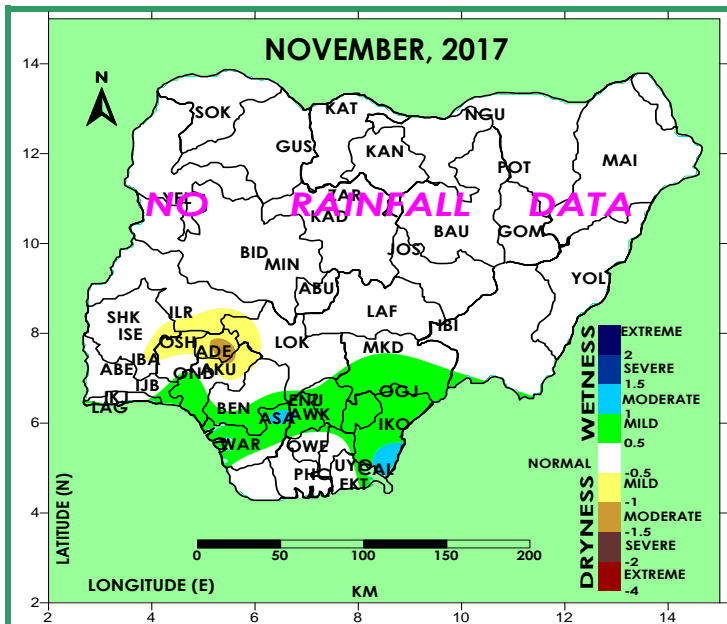 NOVEMBER, 2017
N
14
12
10
8
6
4
2
SOK
KAT
NGU
GUS
KAN
MAI
POT
YEL
ZAR
NO RAINFALL DATA
KAD
BAU
GOM
BID
JOS
MIN
YOL
ABU
SHK
ILR
LAF
IBI
ISE
OSH
LOK
MKD
IBA
ADE
ABE
OND
AKU
IJB
OGJ
IKJ
BEN
ENU
LAG
ASA
AWK
IKO
WAR
OWE
UYO
CAL
PHC
EKT
WETNESS
EXTREME
2
SEVERE
1.5
MODERATE
1
MILD
0.5
NORMAL
-0.5
DRYNESS
MILD
-1
MODERATE
-1.5
SEVERE
-2
EXTREME
-4
LATITUDE (N)
0 50 100 150 200
LONGITUDE (E)
KM
2 4 6 8 10 12 14